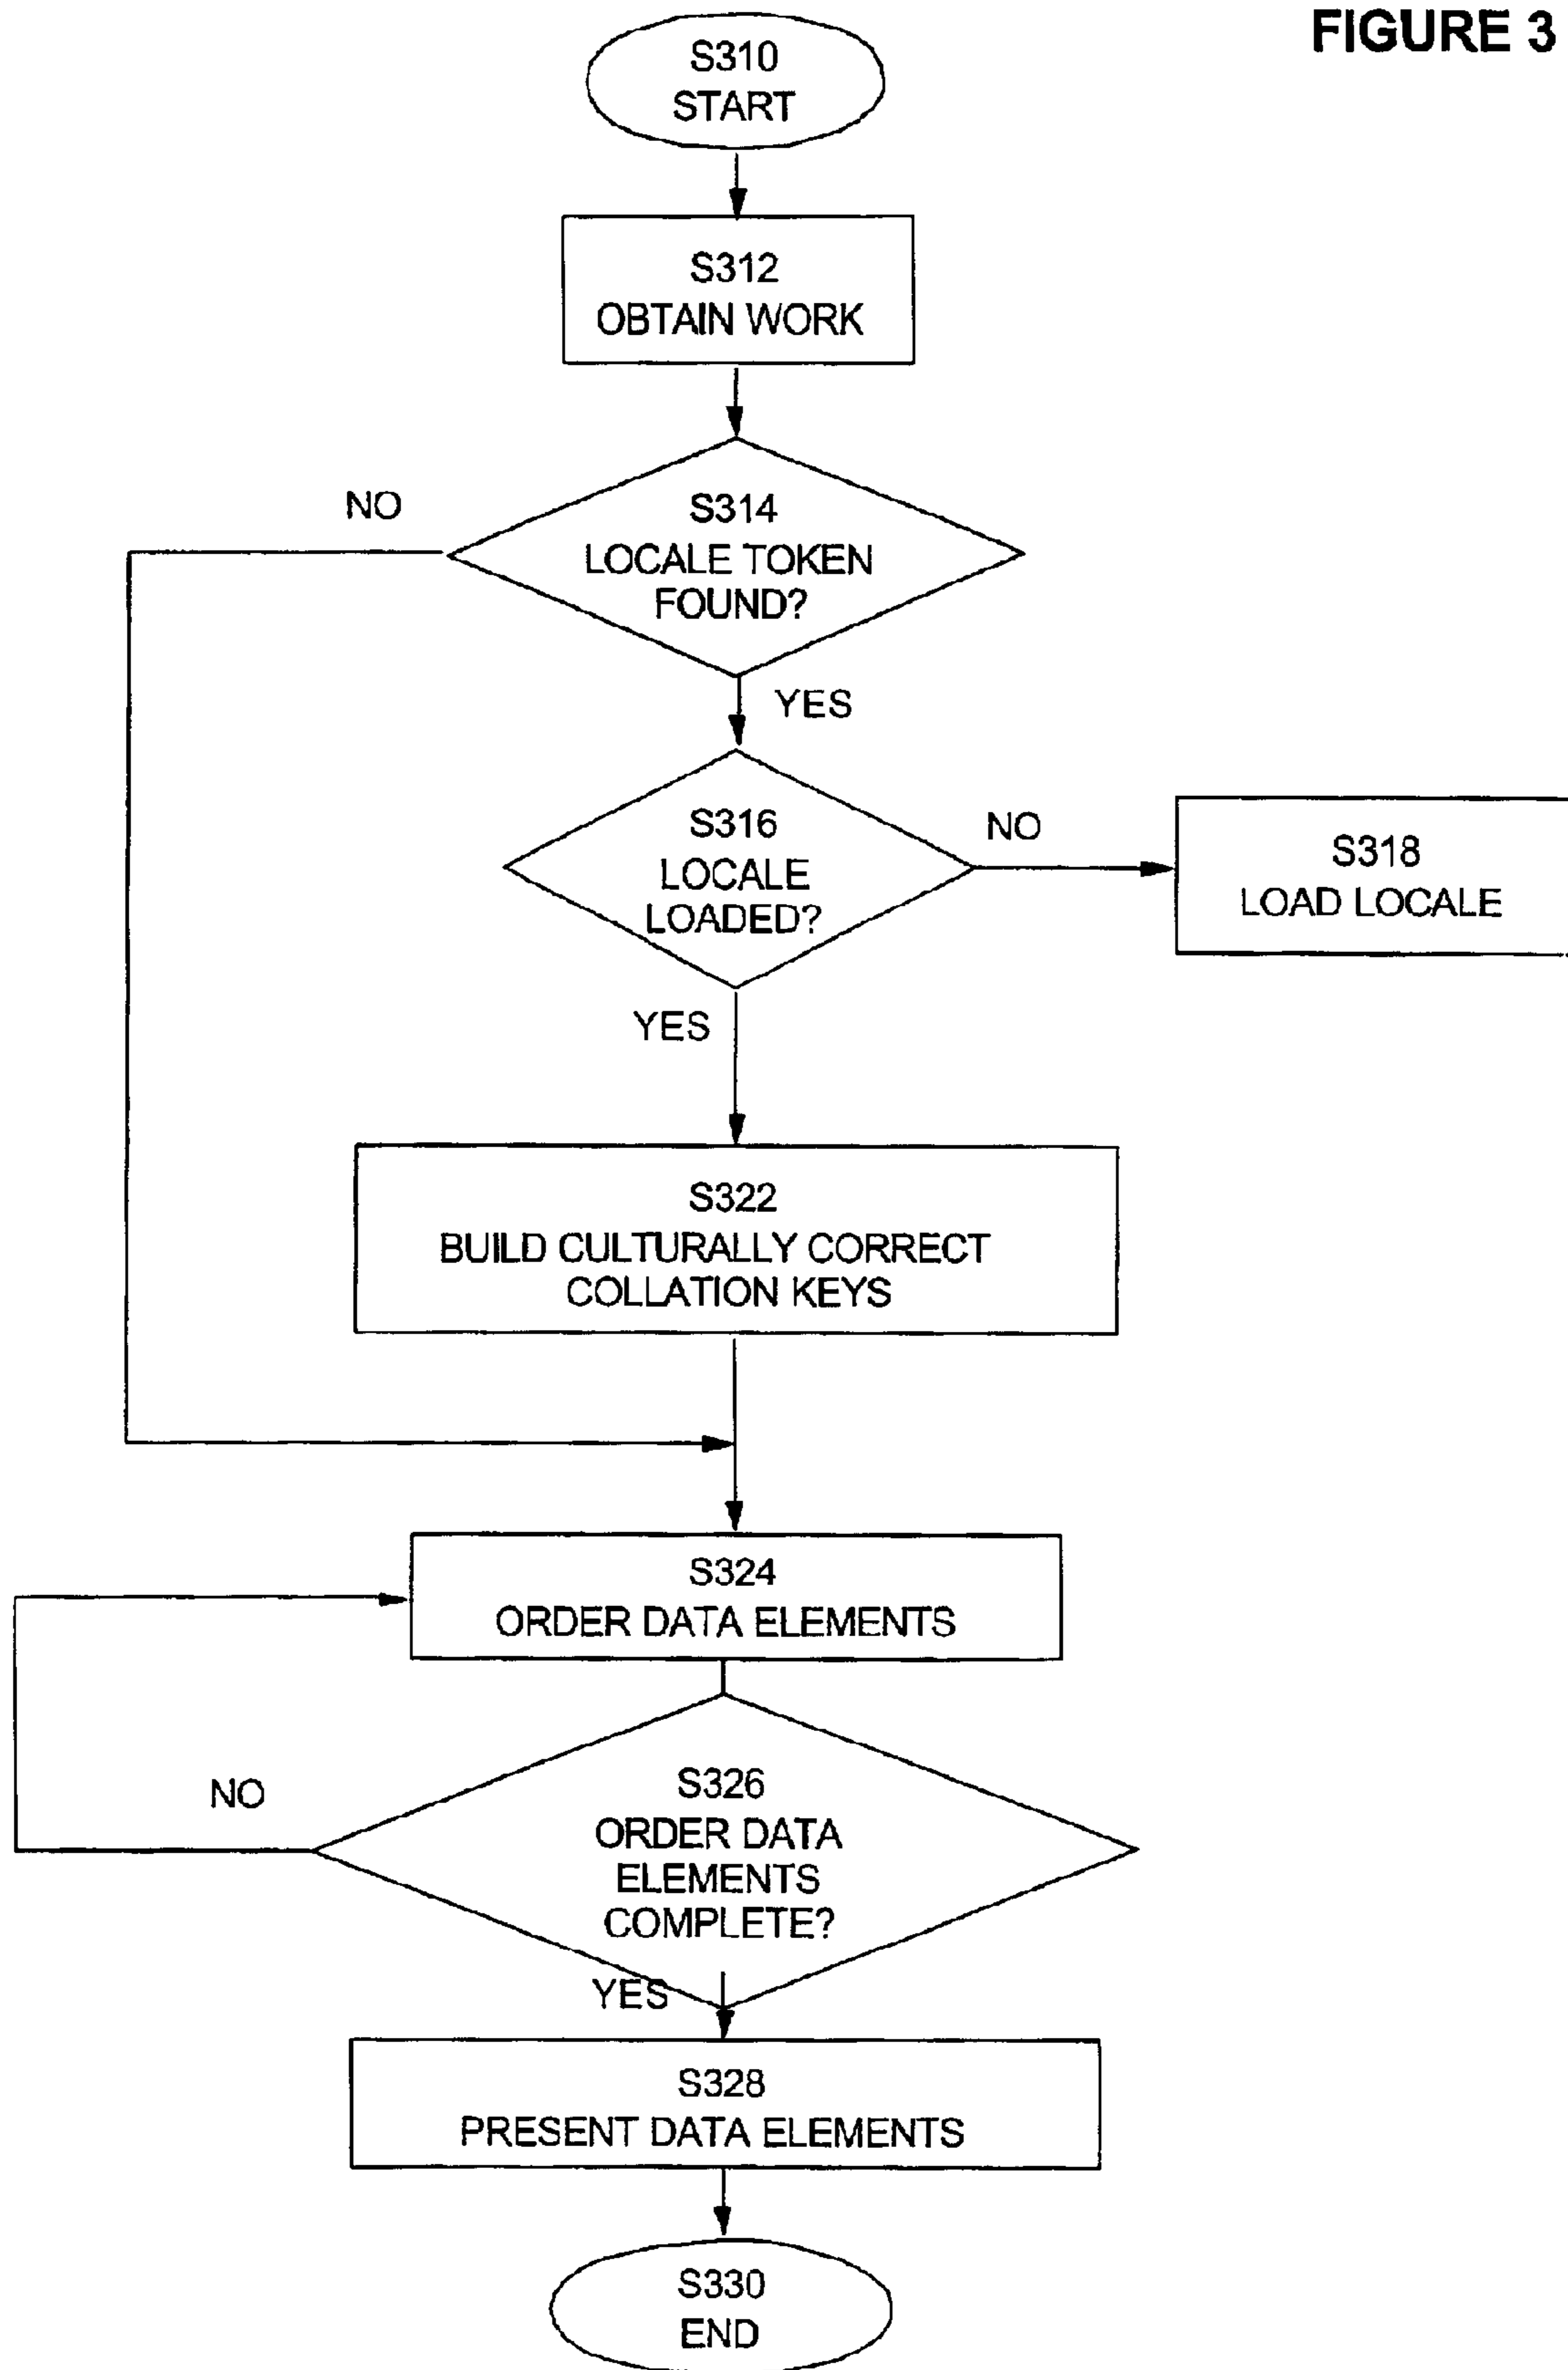 FIGURE 3
S310
START
S312
OBTAIN WORK
S314
LOCALE TOKEN
FOUND?
NO
YES
S316
LOCALE
LOADED?
NO
S318
LOAD LOCALE
YES
S322
BUILD CULTURALLY CORRECT
COLLATION KEYS
S324
ORDER DATA ELEMENTS
S326
ORDER DATA
ELEMENTS
COMPLETE?
NO
YES
S328
PRESENT DATA ELEMENTS
S330
END